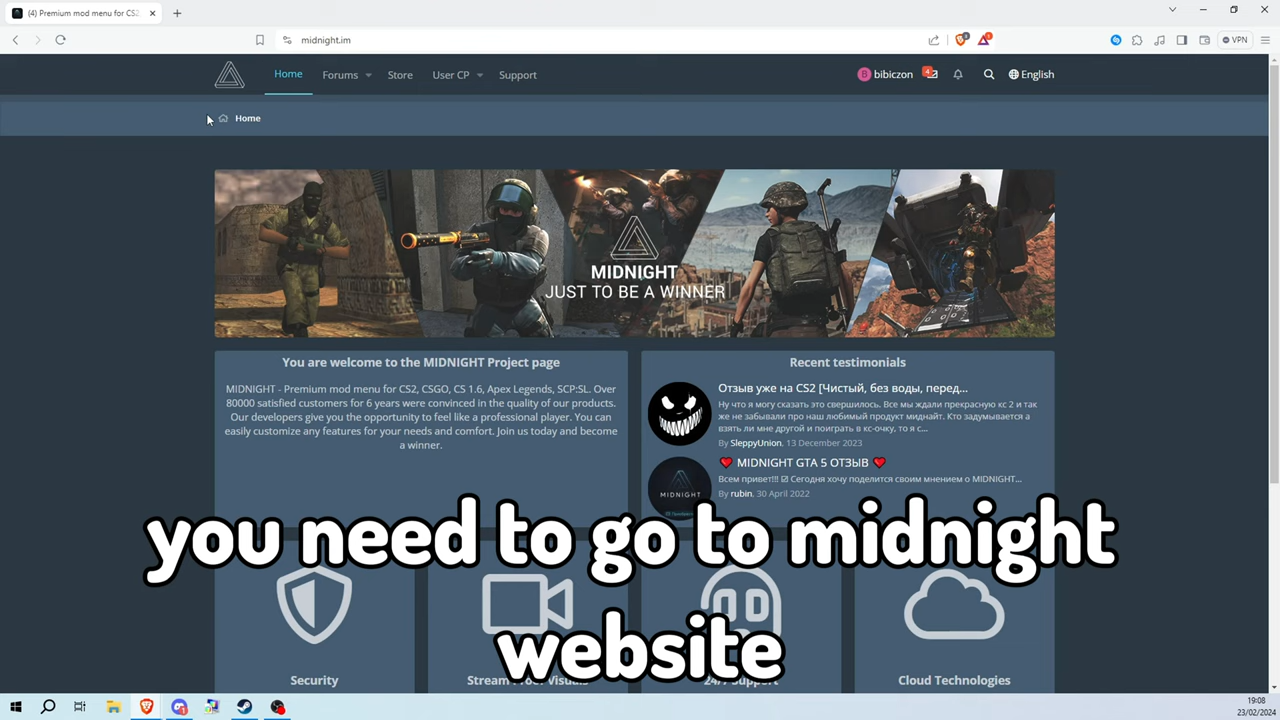 (4) Premium mod menu for CS2,
midnight.im
VPN
Home
Forums
Store
User CP
Support
B
bibiczon
4
English
Home
MIDNIGHT
JUST TO BE A WINNER
You are welcome to the MIDNIGHT Project page
MIDNIGHT - Premium mod menu for CS2, CSGO, CS 1.6, Apex Legends, SCP:SL. Over
80000 satisfied customers for 6 years were convinced in the quality of our products.
Our developers give you the opportunity to feel like a professional player. You can
easily customize any features for your needs and comfort. Join us today and become
a winner.
Recent testimonials
Отзыв уже на CS2 [Чистый, без воды, перед...
Ну что я могу сказать это свершилось. Все мы ждали прекрасную кс 2 и так
же не забывали про наш любимый продукт миднайт. Кто задумывается а
взять ли мне другой и поиграть в кс-очку, то я с...
By SleppyUnion, 13 December 2023
MIDNIGHT GTA 5 ОТЗЫВ
Всем привет!!! ☑ Сегодня хочу поделится своим мнением о MIDNIGHT...
By rubin, 30 April 2022
MIDNIGHT
you need to go to midnight
website
Security
Cloud Technologies
19:08
23/02/2024